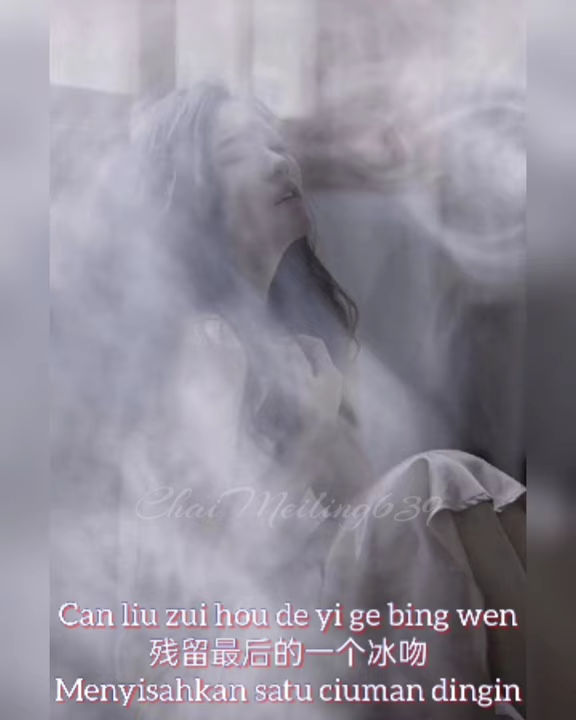 Chai Meiling639
Can liu zui hou de yi ge bing wen
残留最后的一个冰吻
Menyisahkan satu ciuman dingin